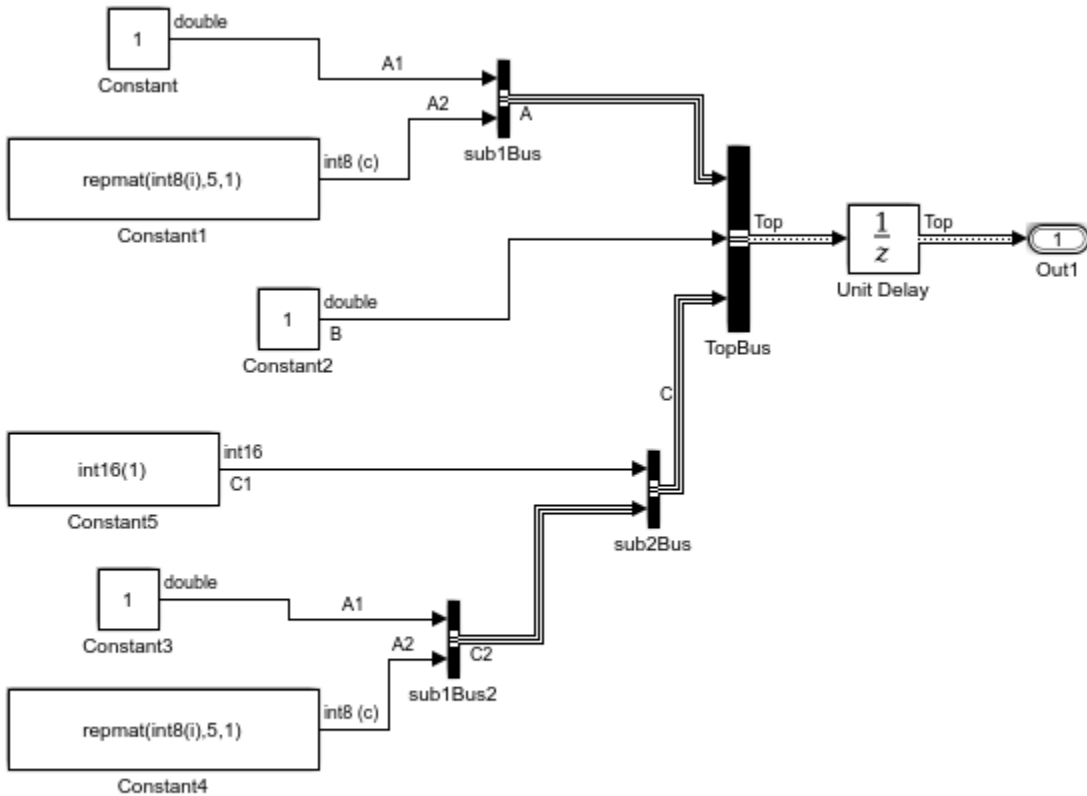 double
1
Constant
A1
A2
A
sub1Bus
repmat(int8(i),5,1)
int8 (c)
Constant1
Top
1
z
Unit Delay
Top
1
Out1
double
1
B
Constant2
TopBus
C
int16(1)
int16
C1
Constant5
sub2Bus
double
1
Constant3
A1
A2
C2
sub1Bus2
repmat(int8(i),5,1)
int8 (c)
Constant4